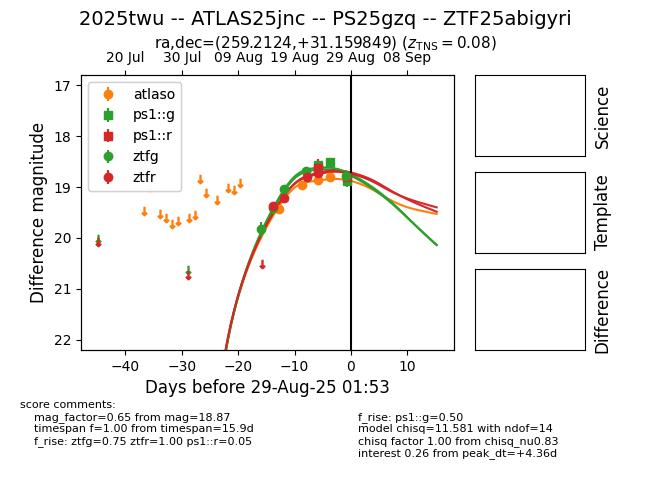 2025twu -- ATLAS25jnc -- PS25gzq -- ZTF25abigyri
ra,dec=(259.2124,+31.159849) (z_TNS = 0.08)
20 Jul 30 Jul 09 Aug 19 Aug 29 Aug 08 Sep
atlaso
ps1::g
ps1::r
ztfg
ztfr
17
18
19
20
21
22
Difference magnitude
−40 −30 −20 −10 0 10
Days before 29-Aug-25 01:53
Science
Template
Difference
score comments:
mag_factor=0.65 from mag=18.87
timespan f=1.00 from timespan=15.9d
f_rise: ztfg=0.75 ztfr=1.00 ps1::r=0.05
f_rise: ps1::g=0.50
model chisq=11.581 with ndof=14
chisq factor 1.00 from chisq_nu0.83
interest 0.26 from peak_dt=+4.36d